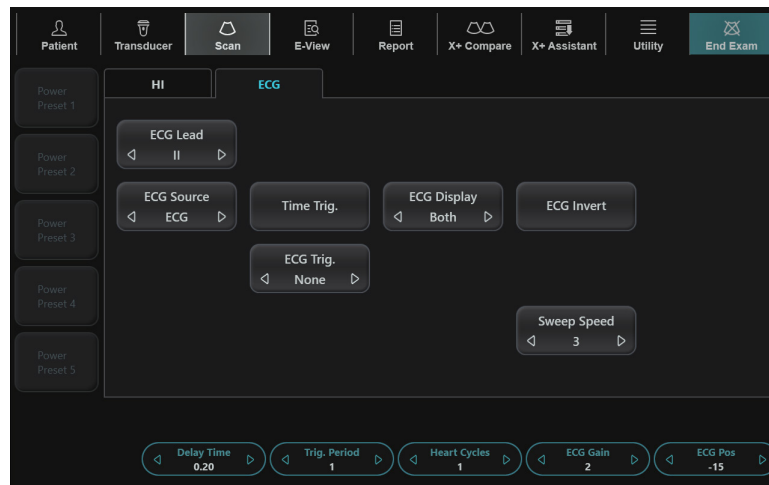 Patient
Transducer
Scan
E-View
Report
X+ Compare
X+ Assistant
Utility
End Exam
Power
Preset 1
Power
Preset 2
Power
Preset 3
Power
Preset 4
Power
Preset 5
HI
ECG
ECG Lead
II
ECG Source
ECG
Time Trig.
ECG Display
Both
ECG Invert
ECG Trig.
None
Sweep Speed
3
Delay Time
0.20
Trig. Period
1
Heart Cycles
1
ECG Gain
2
ECG Pos
-15